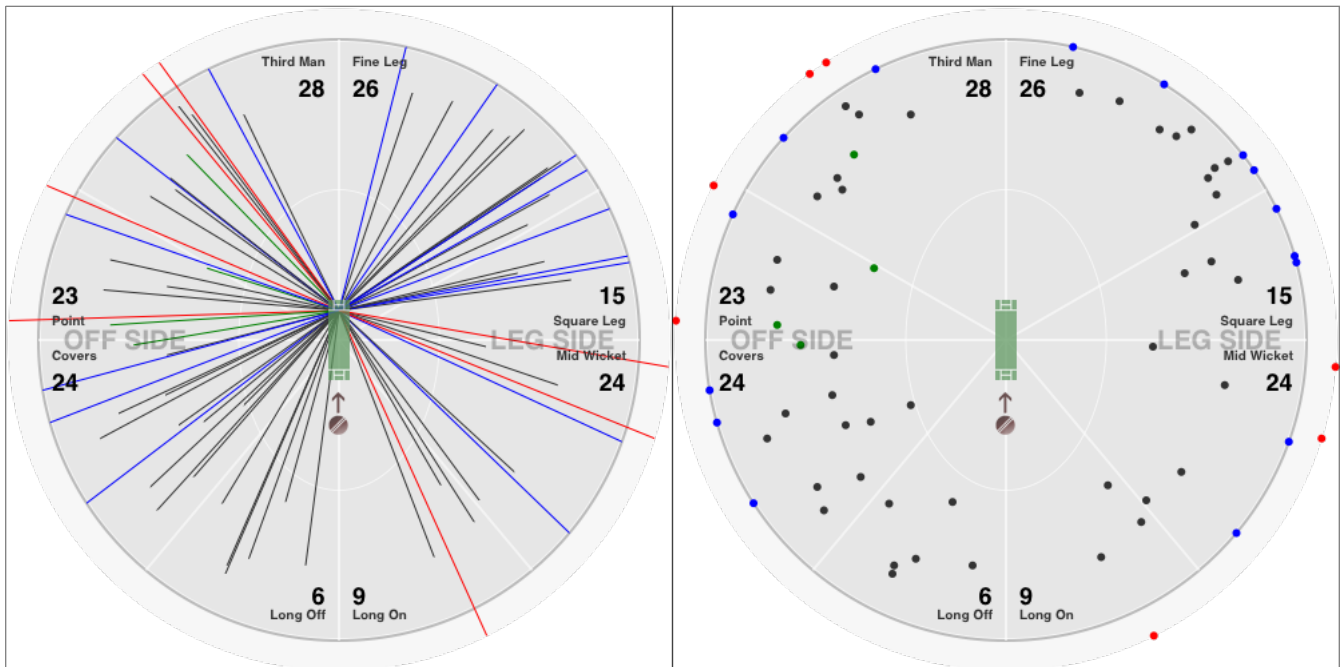 Third Man Fine Leg
28 26
23 15
Point Square Leg
OFF SIDE LEG SIDE
Covers Mid Wicket
24 24
6 9
Long Off Long On
Third Man Fine Leg
28 26
23 15
Point Square Leg
OFF SIDE LEG SIDE
Covers Mid Wicket
24 24
6 9
Long Off Long On